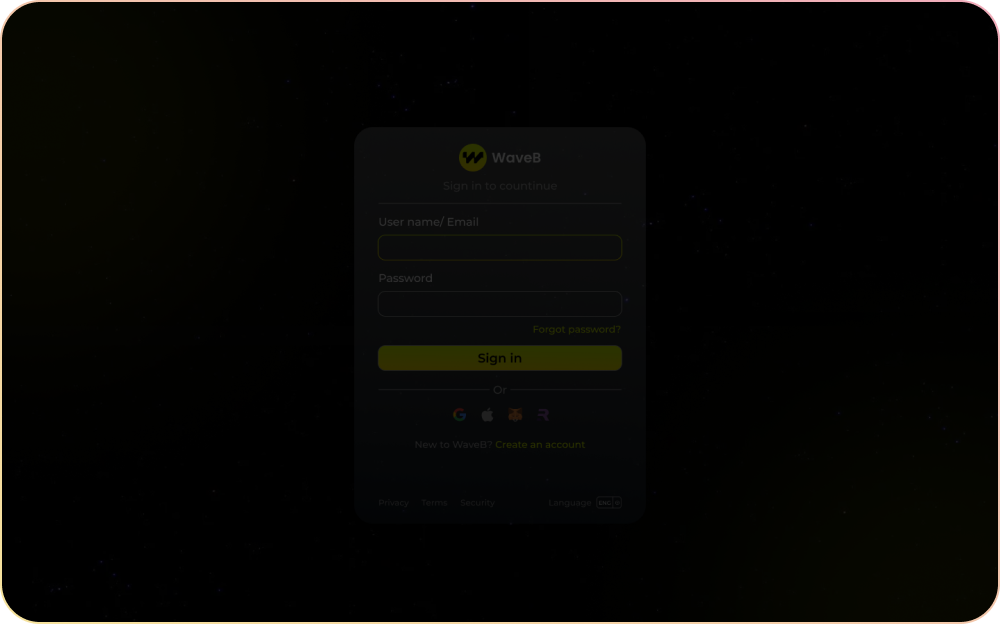 WaveB
Sign in to countinue
User name/ Email
Password
Forgot password?
Sign in
Or
New to WaveB? Create an account
Privacy Terms Security Language